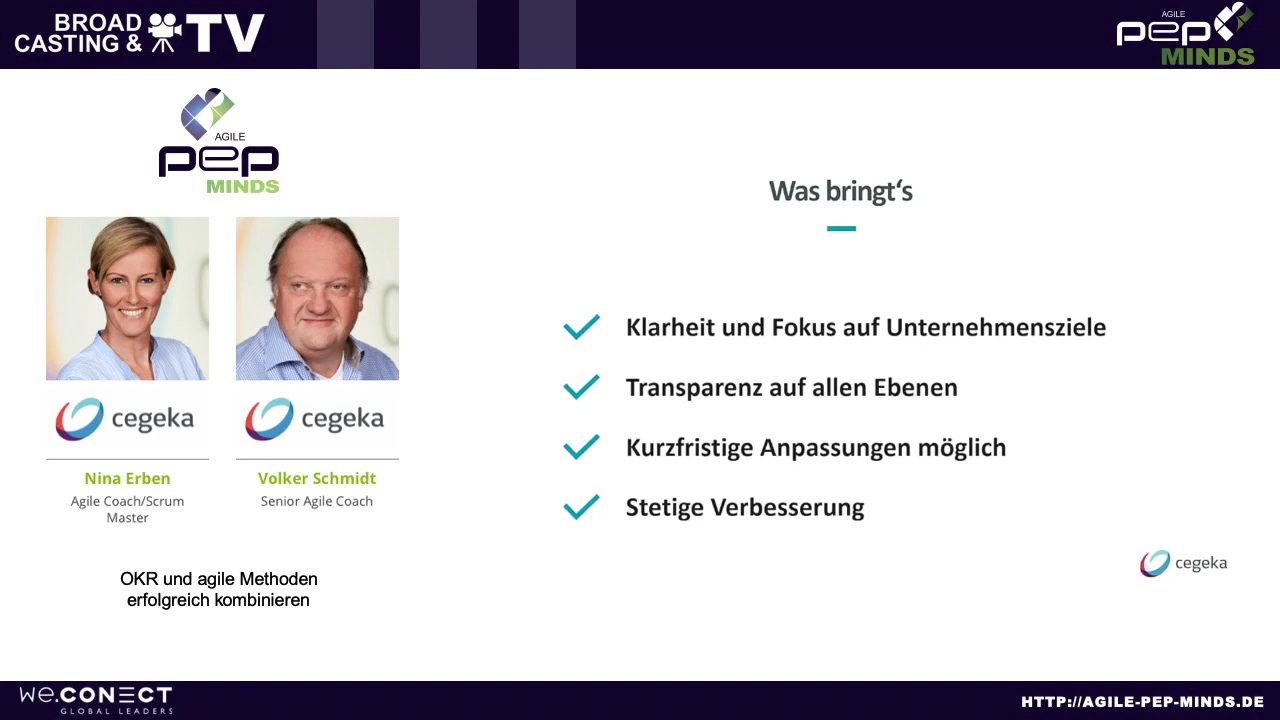 BROAD
CASTING & TV
AGILE
pep
MINDS
AGILE
pep
MINDS
cegeka
cegeka
Nina Erben
Agile Coach/Scrum
Master
Volker Schmidt
Senior Agile Coach
OKR und agile Methoden
erfolgreich kombinieren
Was bringt‘s
Klarheit und Fokus auf Unternehmensziele
Transparenz auf allen Ebenen
Kurzfristige Anpassungen möglich
Stetige Verbesserung
cegeka
we.CONECT
GLOBAL LEADERS
HTTP://AGILE-PEP-MINDS.DE